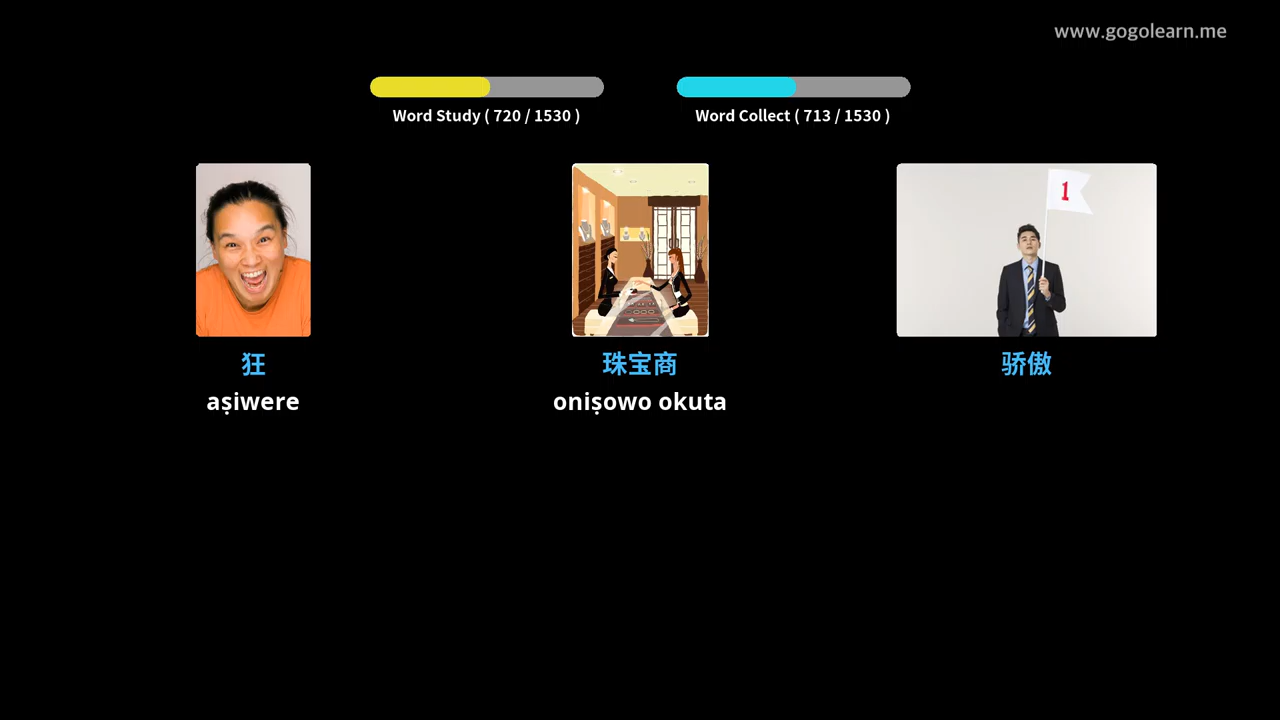 www.gogolearn.me
Word Study ( 720 / 1530 )
Word Collect ( 713 / 1530 )
1
狂
珠宝商
骄傲
aṣiwere
oniṣowo okuta